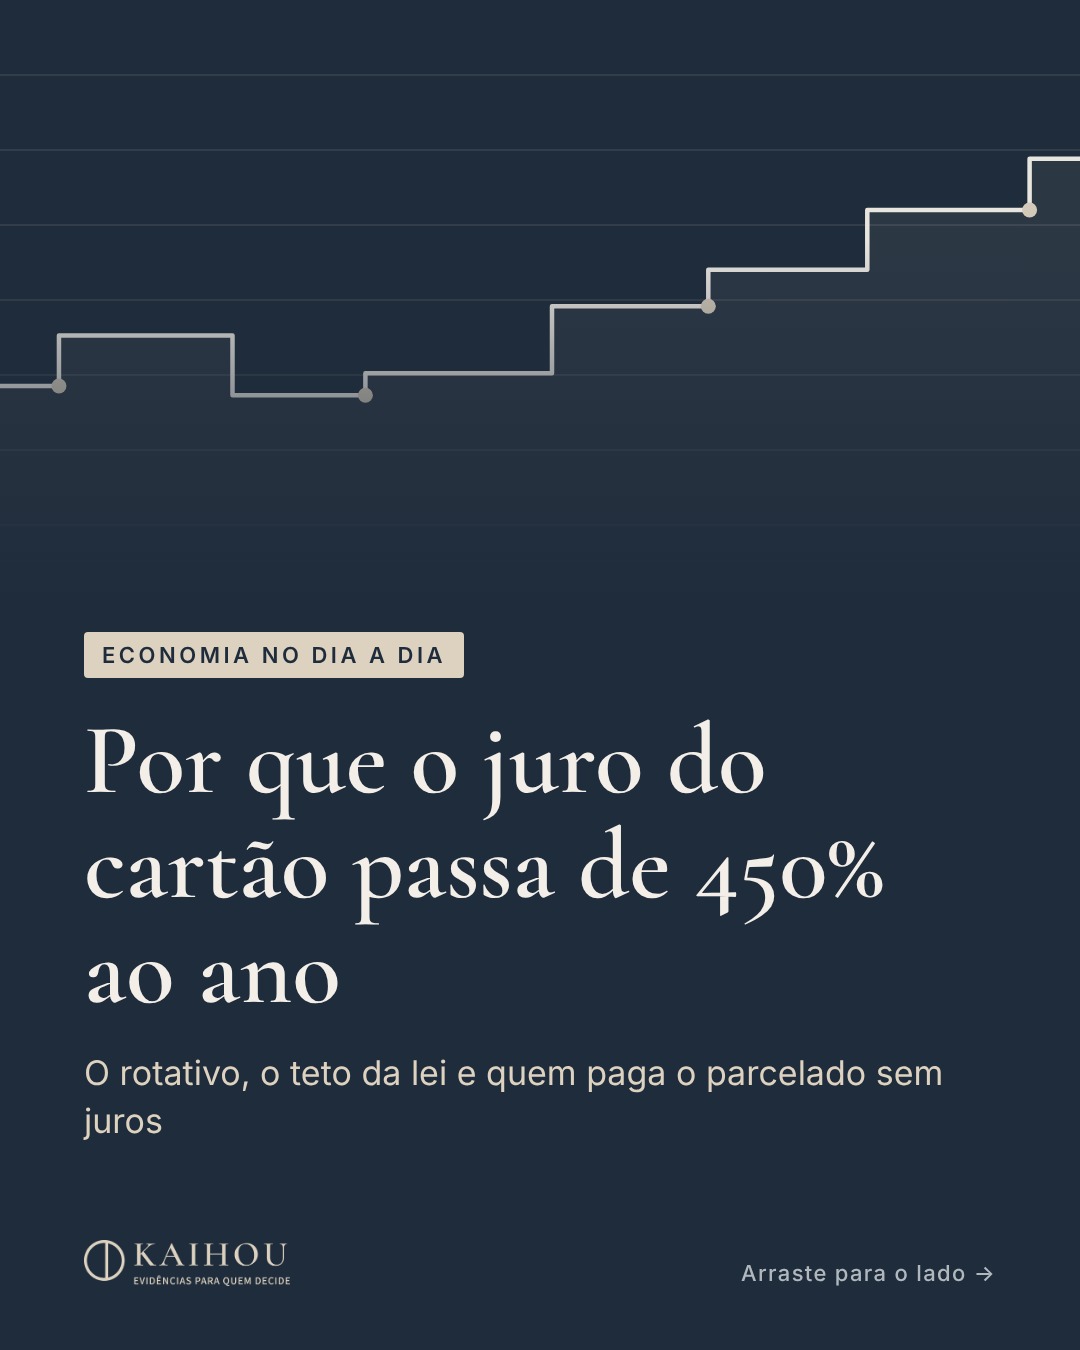 ECONOMIA NO DIA A DIA
Por que o juro do
cartão passa de 450%
ao ano
O rotativo, o teto da lei e quem paga o parcelado sem
juros
KAIHOU
EVIDÊNCIAS PARA QUEM DECIDE
Arraste para o lado →